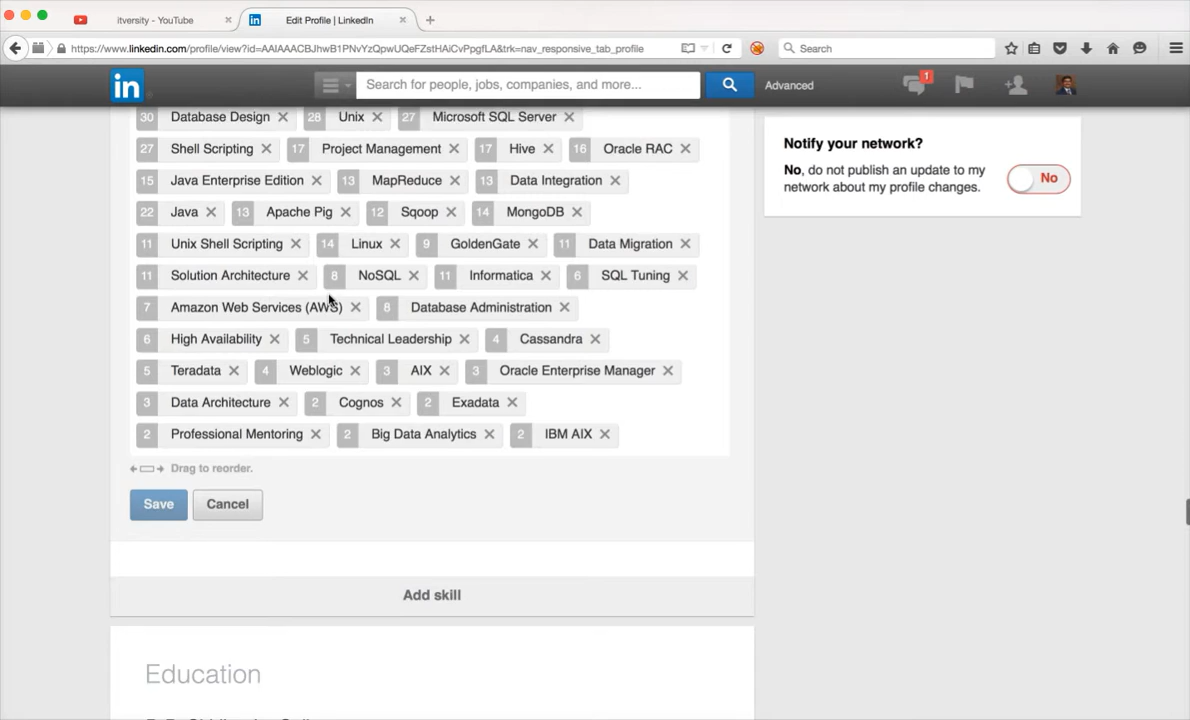 itversity - YouTube
Edit Profile | LinkedIn
https://www.linkedin.com/profile/view?id=AAIAAACBJhwB1PNvYzQpwUQeFZstHAiCvPpgfLA&trk=nav_responsive_tab_profile
Search
in
Search for people, jobs, companies, and more...
Advanced
1
30 Database Design 28 Unix 27 Microsoft SQL Server
27 Shell Scripting 17 Project Management 17 Hive 16 Oracle RAC
15 Java Enterprise Edition 13 MapReduce 13 Data Integration
22 Java 13 Apache Pig 12 Sqoop 14 MongoDB
11 Unix Shell Scripting 14 Linux 9 GoldenGate 11 Data Migration
11 Solution Architecture 8 NoSQL 11 Informatica 6 SQL Tuning
7 Amazon Web Services (AWS) 8 Database Administration
6 High Availability 5 Technical Leadership 4 Cassandra
5 Teradata 4 Weblogic 3 AIX 3 Oracle Enterprise Manager
3 Data Architecture 2 Cognos 2 Exadata
2 Professional Mentoring 2 Big Data Analytics 2 IBM AIX
Drag to reorder.
Save Cancel
Add skill
Education
Notify your network?
No, do not publish an update to my
network about my profile changes.
No